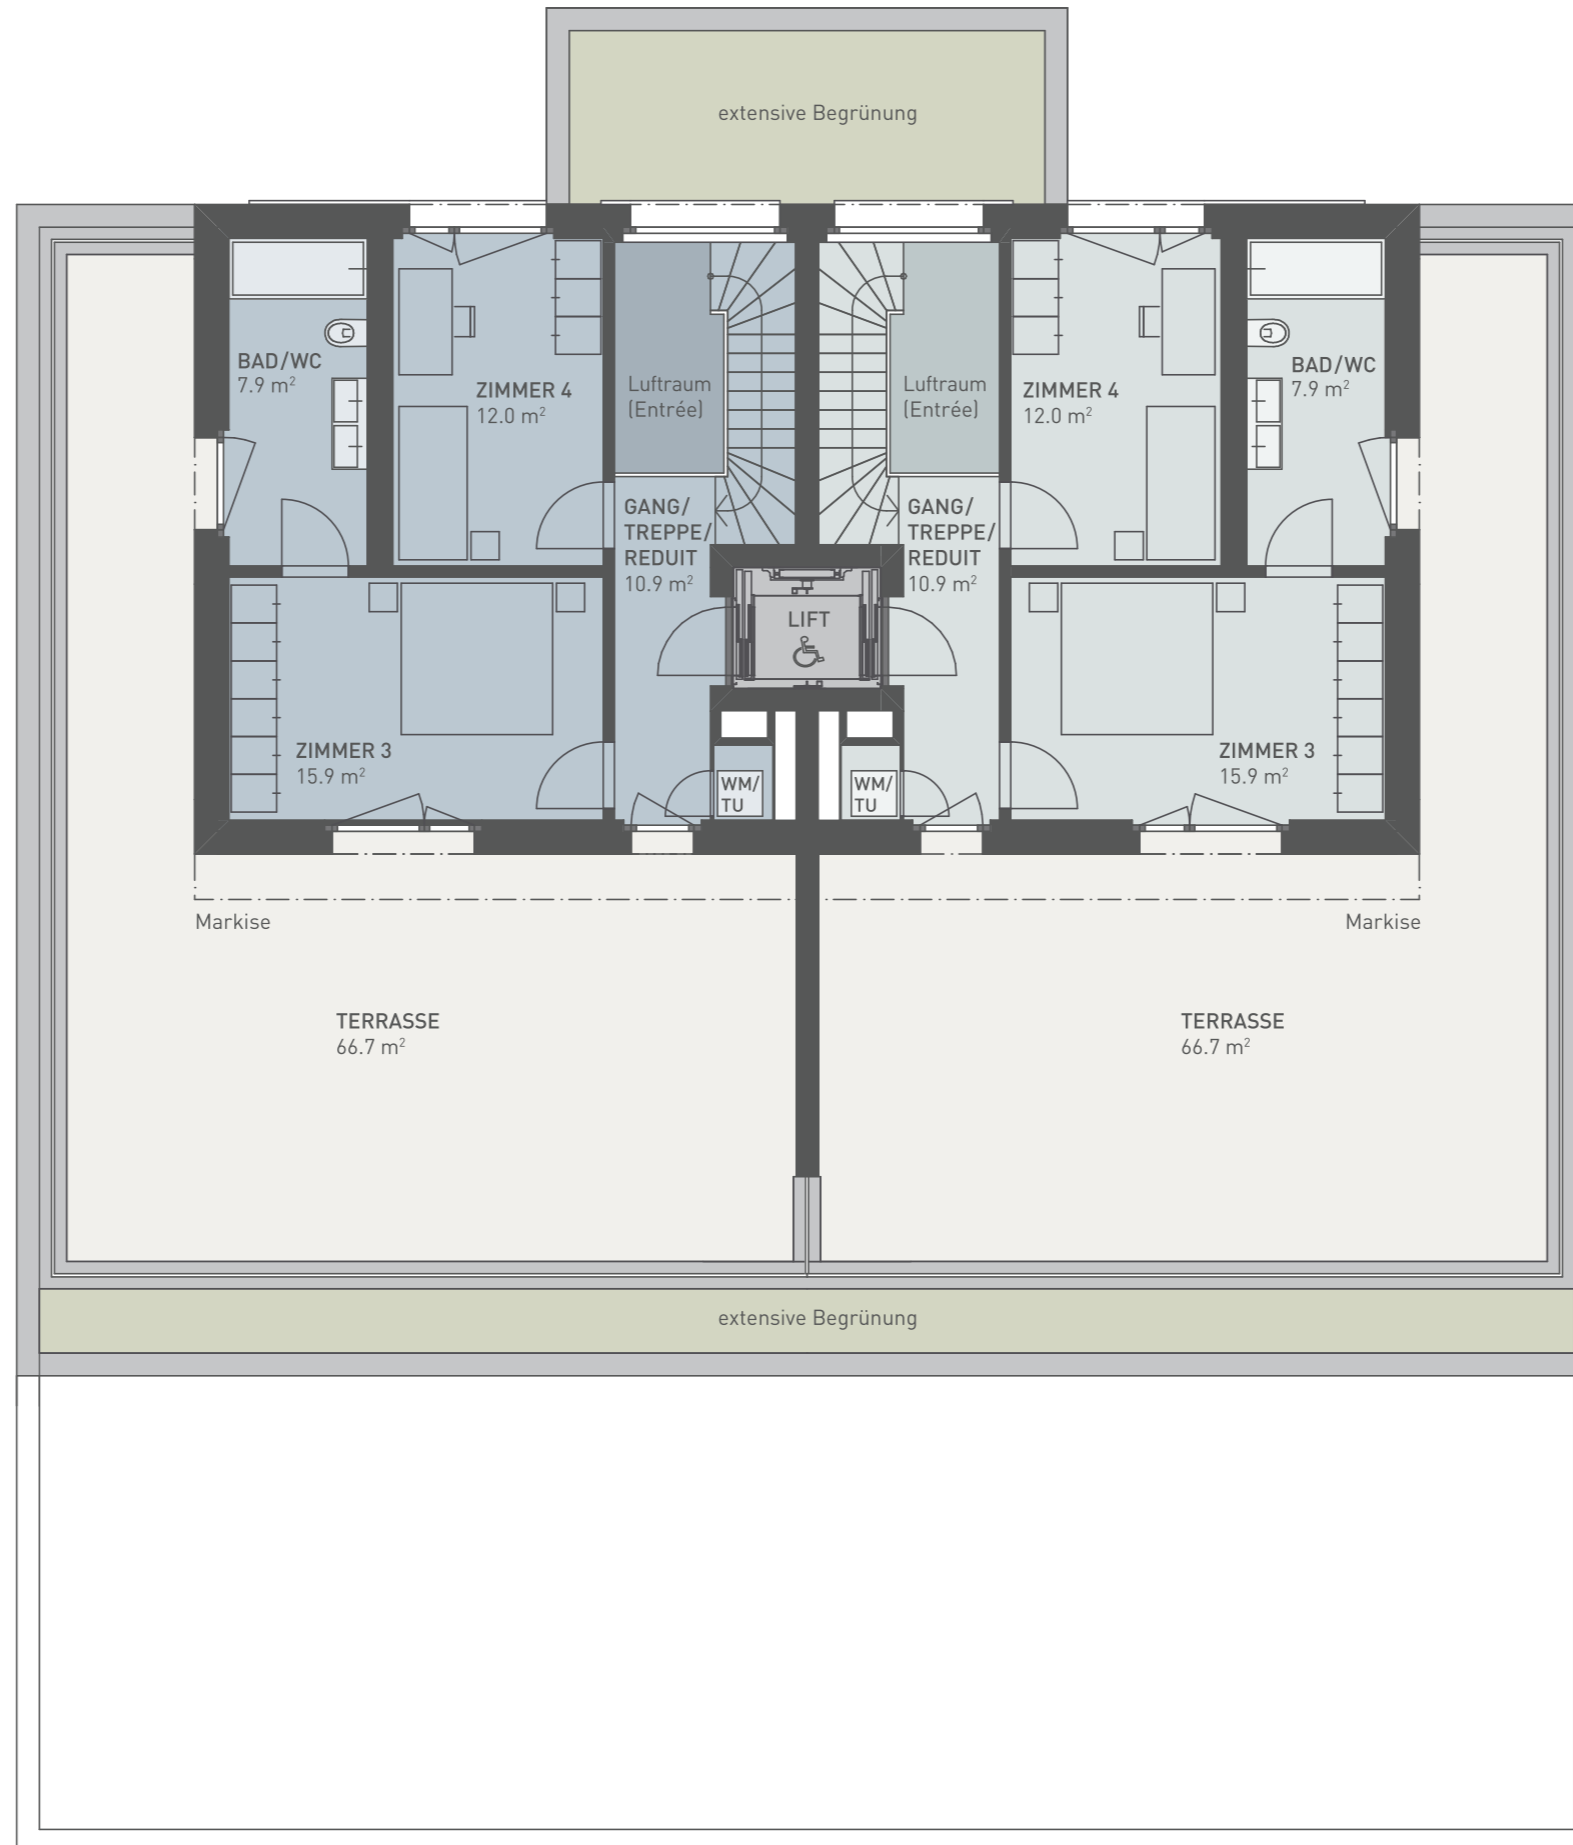 extensive Begrünung
BAD/WC
7.9 m²
ZIMMER 4
12.0 m²
Luftraum
(Entrée)
Luftraum
(Entrée)
ZIMMER 4
12.0 m²
BAD/WC
7.9 m²
GANG/
TREPPE/
REDUIT
10.9 m²
GANG/
TREPPE/
REDUIT
10.9 m²
LIFT
ZIMMER 3
15.9 m²
WM/
TU
WM/
TU
ZIMMER 3
15.9 m²
Markise
Markise
TERRASSE
66.7 m²
TERRASSE
66.7 m²
extensive Begrünung